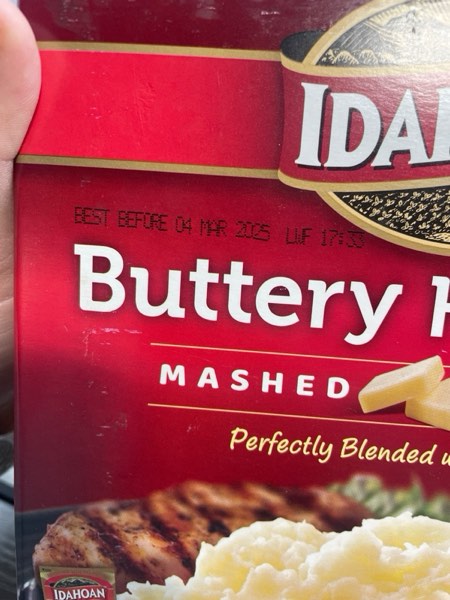 IDA
BEST BEFORE 04 MAR 2025 LWF 17:33
Buttery
MASHED
Perfectly Blended
IDAHOAN